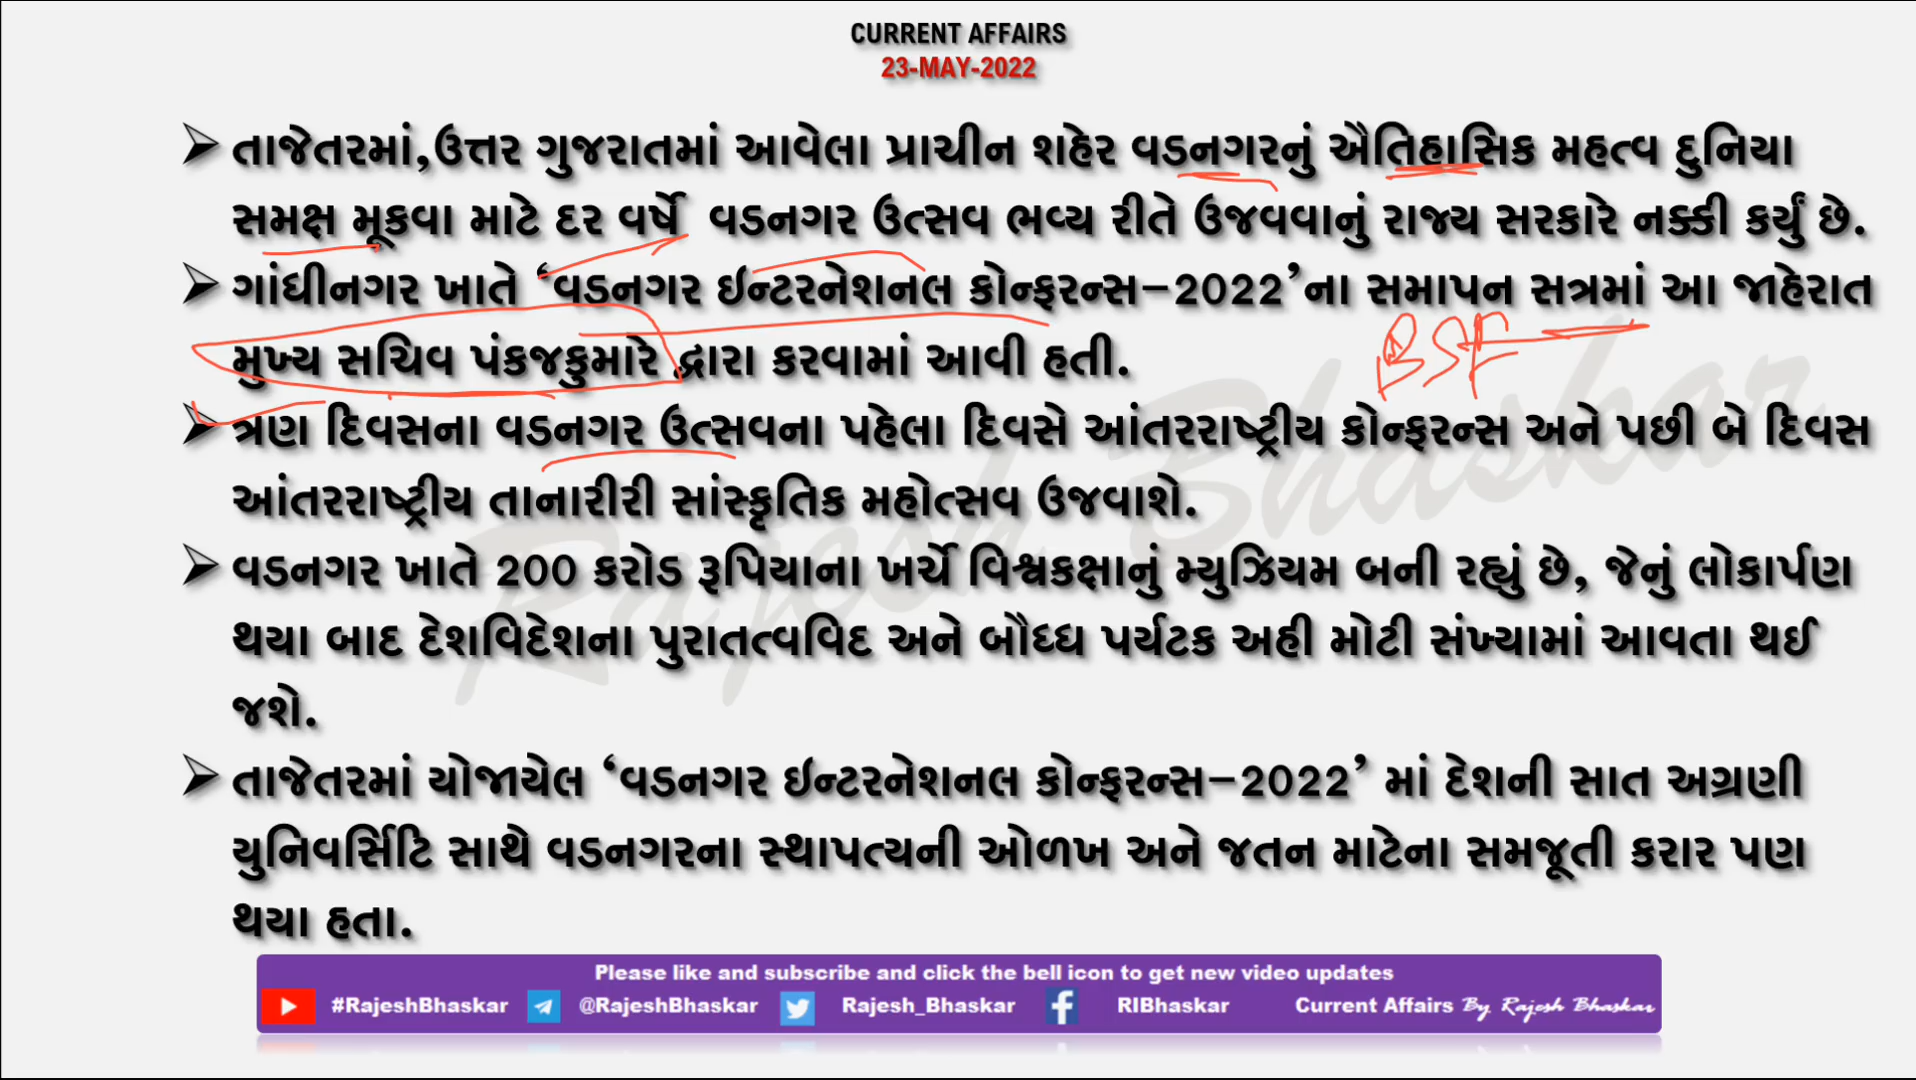 CURRENT AFFAIRS
23-MAY-2022
તાજેતરમાં,ઉત્તર ગુજરાતમાં આવેલા પ્રાચીન શહેર વડનગરનું ઐતિહાસિક મહત્વ દુનિયા
સમક્ષ મૂકવા માટે દર વર્ષે વડનગર ઉત્સવ ભવ્ય રીતે ઉજવવાનું રાજ્ય સરકારે નક્કી કર્યું છે.
ગાંધીનગર ખાતે ‘વડનગર ઇન્ટરનેશનલ કોન્ફરન્સ–2022’ના સમાપન સત્રમાં આ જાહેરાત
મુખ્ય સચિવ પંકજકુમારે દ્વારા કરવામાં આવી હતી.
BSF
ત્રણ દિવસના વડનગર ઉત્સવના પહેલા દિવસે આંતરરાષ્ટ્રીય કોન્ફરન્સ અને પછી બે દિવસ
આંતરરાષ્ટ્રીય તાનારીરી સાંસ્કૃતિક મહોત્સવ ઉજવાશે.
વડનગર ખાતે 200 કરોડ રૂપિયાના ખર્ચે વિશ્વકક્ષાનું મ્યુઝિયમ બની રહ્યું છે, જેનું લોકાર્પણ
થયા બાદ દેશવિદેશના પુરાતત્વવિદ અને બૌધ્ધ પર્યટક અહી મોટી સંખ્યામાં આવતા થઈ
જશે.
તાજેતરમાં યોજાયેલ ‘વડનગર ઇન્ટરનેશનલ કોન્ફરન્સ–2022’ માં દેશની સાત અગ્રણી
યુનિવર્સિટિ સાથે વડનગરના સ્થાપત્યની ઓળખ અને જતન માટેના સમજૂતી કરાર પણ
થયા હતા.
Rajesh Bhaskar
Please like and subscribe and click the bell icon to get new video updates
#RajeshBhaskar @RajeshBhaskar Rajesh_Bhaskar RIBhaskar Current Affairs By Rajesh Bhaskar